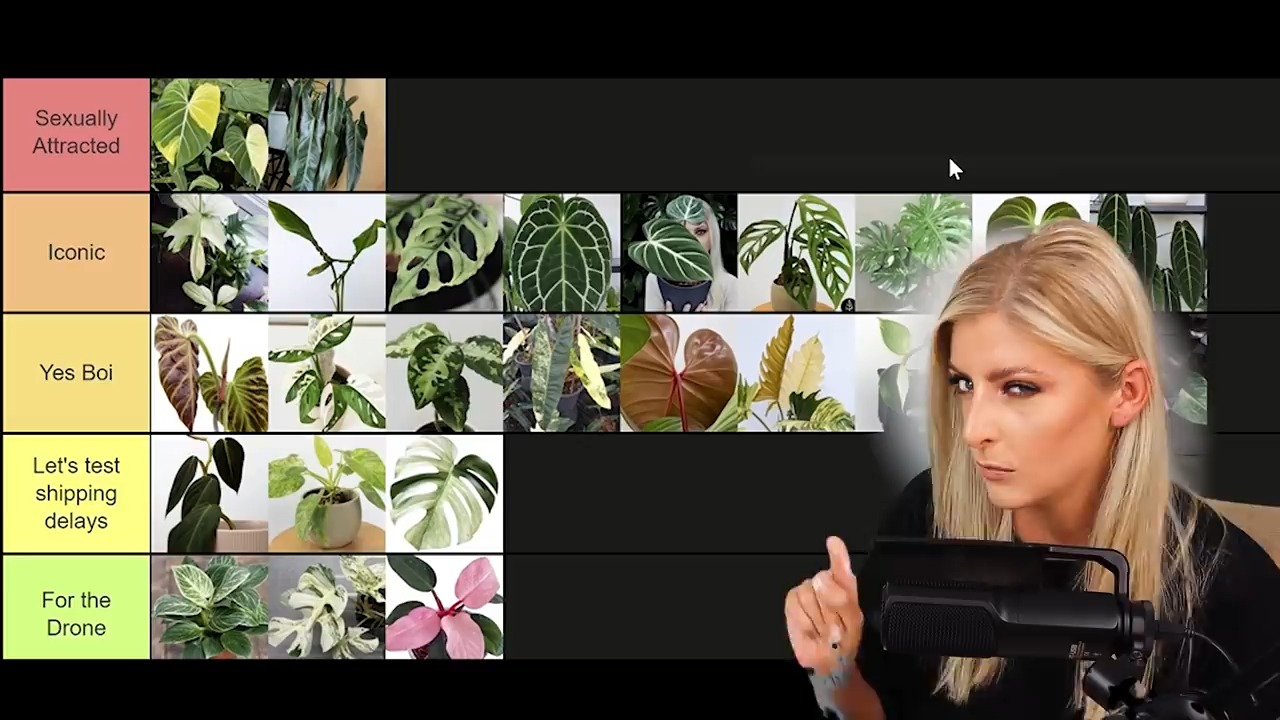 Sexually
Attracted
Iconic
Yes Boi
Let's test
shipping
delays
For the
Drone